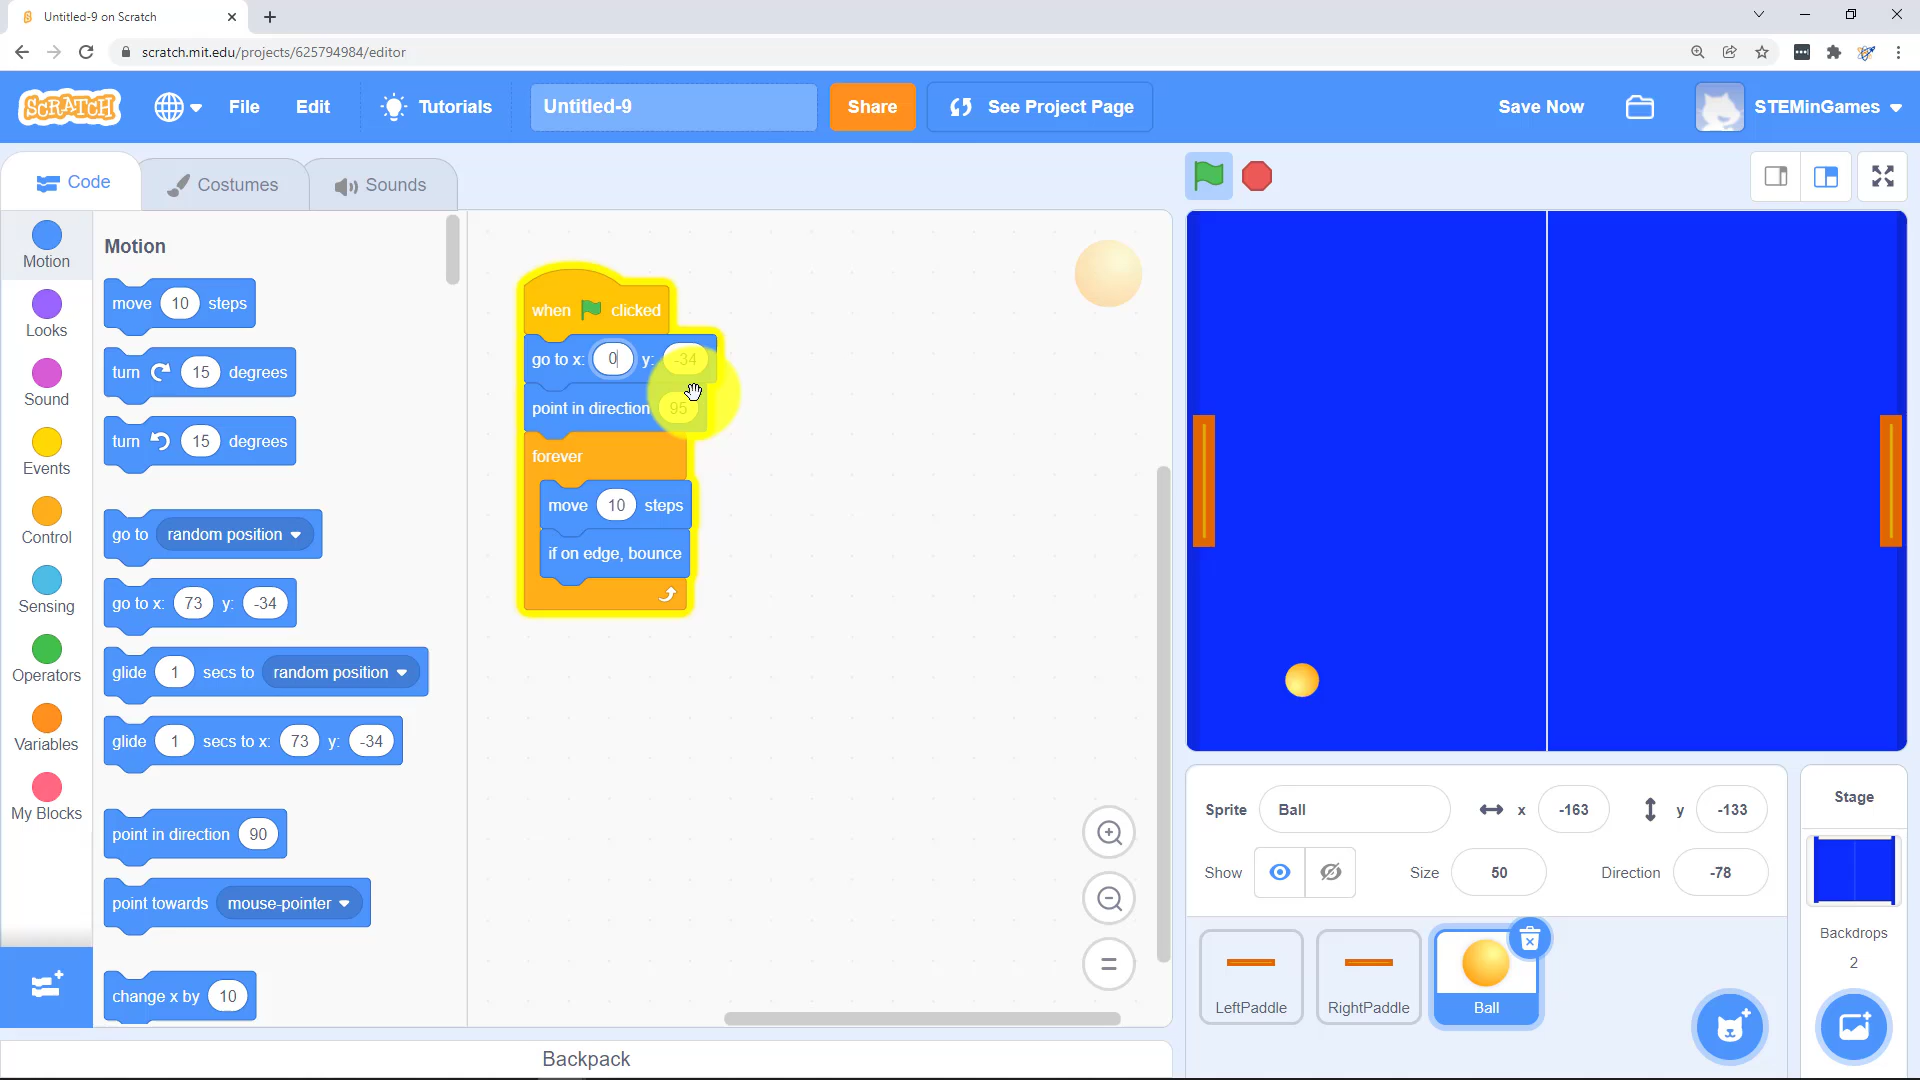 Untitled-9 on Scratch
scratch.mit.edu/projects/625794984/editor
SCRATCH
File
Edit
Tutorials
Untitled-9
Share
See Project Page
Save Now
STEMinGames
Code
Costumes
Sounds
Motion
Looks
Sound
Events
Control
Sensing
Operators
Variables
My Blocks
Motion
move 10 steps
turn 15 degrees
turn 15 degrees
go to random position
go to x: 73 y: -34
glide 1 secs to random position
glide 1 secs to x: 73 y: -34
point in direction 90
point towards mouse-pointer
change x by 10
when clicked
go to x: 0 y: -34
point in direction 95
forever
move 10 steps
if on edge, bounce
Backpack
Sprite Ball x -163 y -133
Show Size 50 Direction -78
LeftPaddle
RightPaddle
Ball
Stage
Backdrops
2